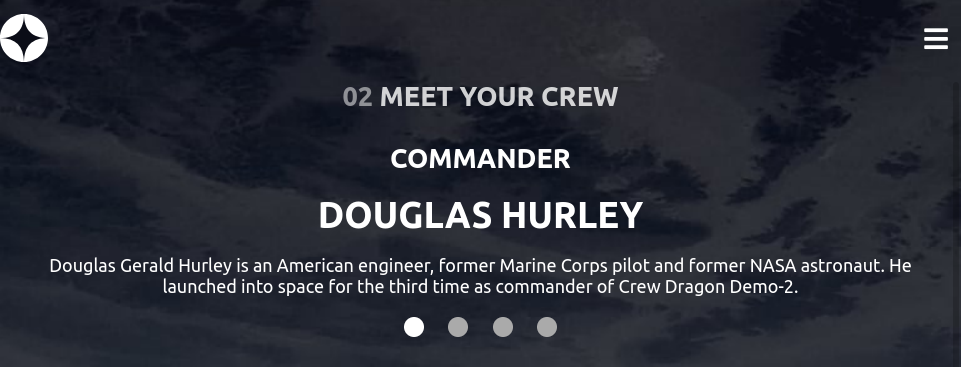 02 MEET YOUR CREW
COMMANDER
DOUGLAS HURLEY
Douglas Gerald Hurley is an American engineer, former Marine Corps pilot and former NASA astronaut. He
launched into space for the third time as commander of Crew Dragon Demo-2.